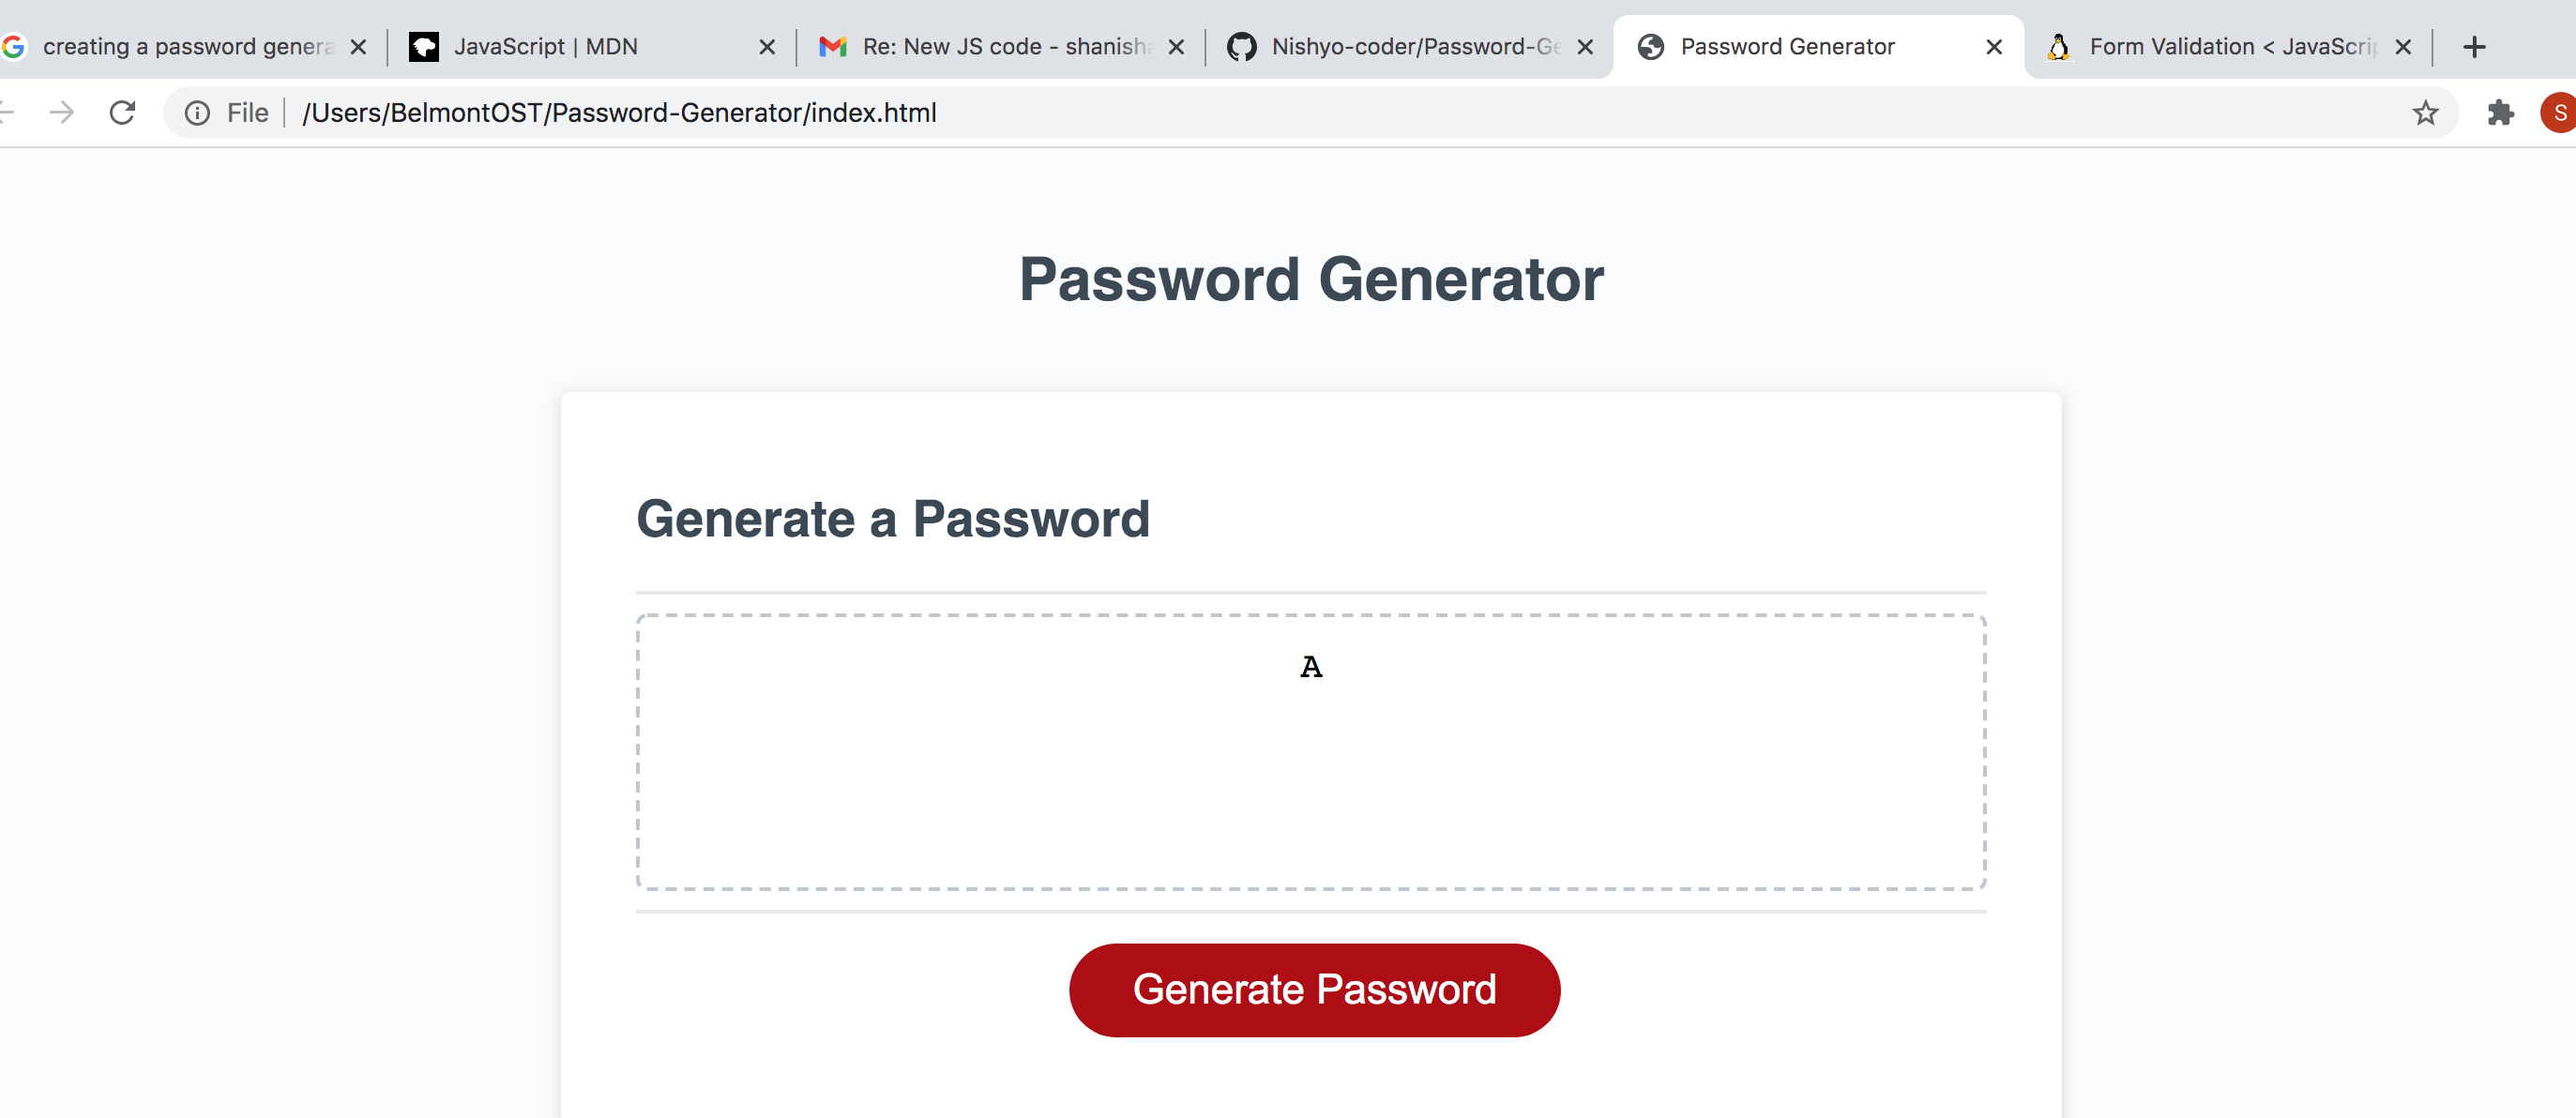 creating a password genera
JavaScript | MDN
Re: New JS code - shanisha
Nishyo-coder/Password-Ge
Password Generator
Form Validation < JavaScrip
File
/Users/BelmontOST/Password-Generator/index.html
S
Password Generator
Generate a Password
A
Generate Password